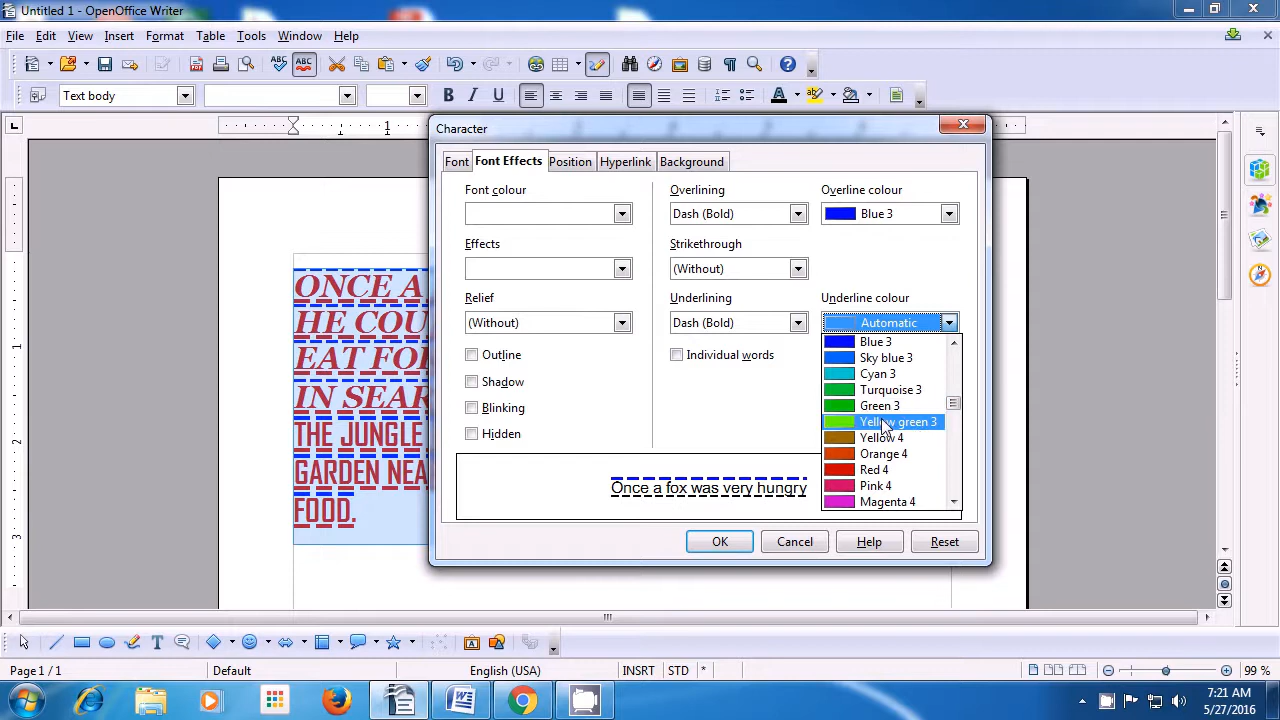 Untitled 1 - OpenOffice Writer
File Edit View Insert Format Table Tools Window Help
Text body
1
Character
Font Font Effects Position Hyperlink Background
Font colour
Overlining
Overline colour
Dash (Bold)
Blue 3
Effects
Strikethrough
(Without)
Relief
Underlining
Underline colour
(Without)
Dash (Bold)
Automatic
Outline
Individual words
Shadow
Blinking
Hidden
Blue 3
Sky blue 3
Cyan 3
Turquoise 3
Green 3
Yellow green 3
Yellow 4
Orange 4
Red 4
Pink 4
Magenta 4
Once a fox was very hungry
OK Cancel Help Reset
ONCE A
HE COU
EAT FO
IN SEAR
THE JUNGLE
GARDEN NEA
FOOD.
1
2
3
Page 1 / 1 Default English (USA) INSRT STD * 99 %
7:21 AM
5/27/2016